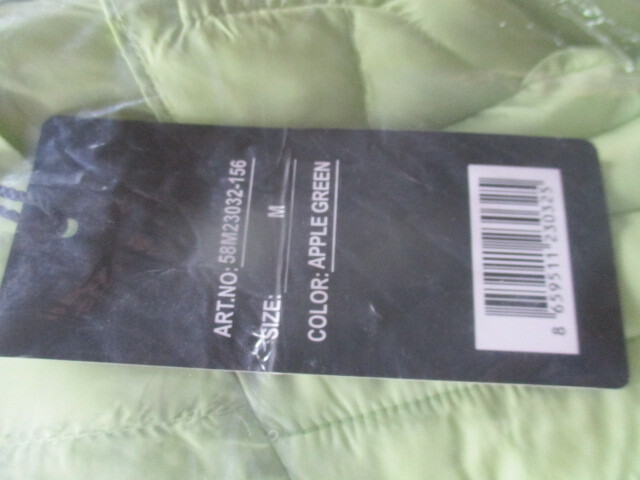 ART.NO: 58M23032-156
SIZE: M
COLOR: APPLE GREEN
8 659511 230325